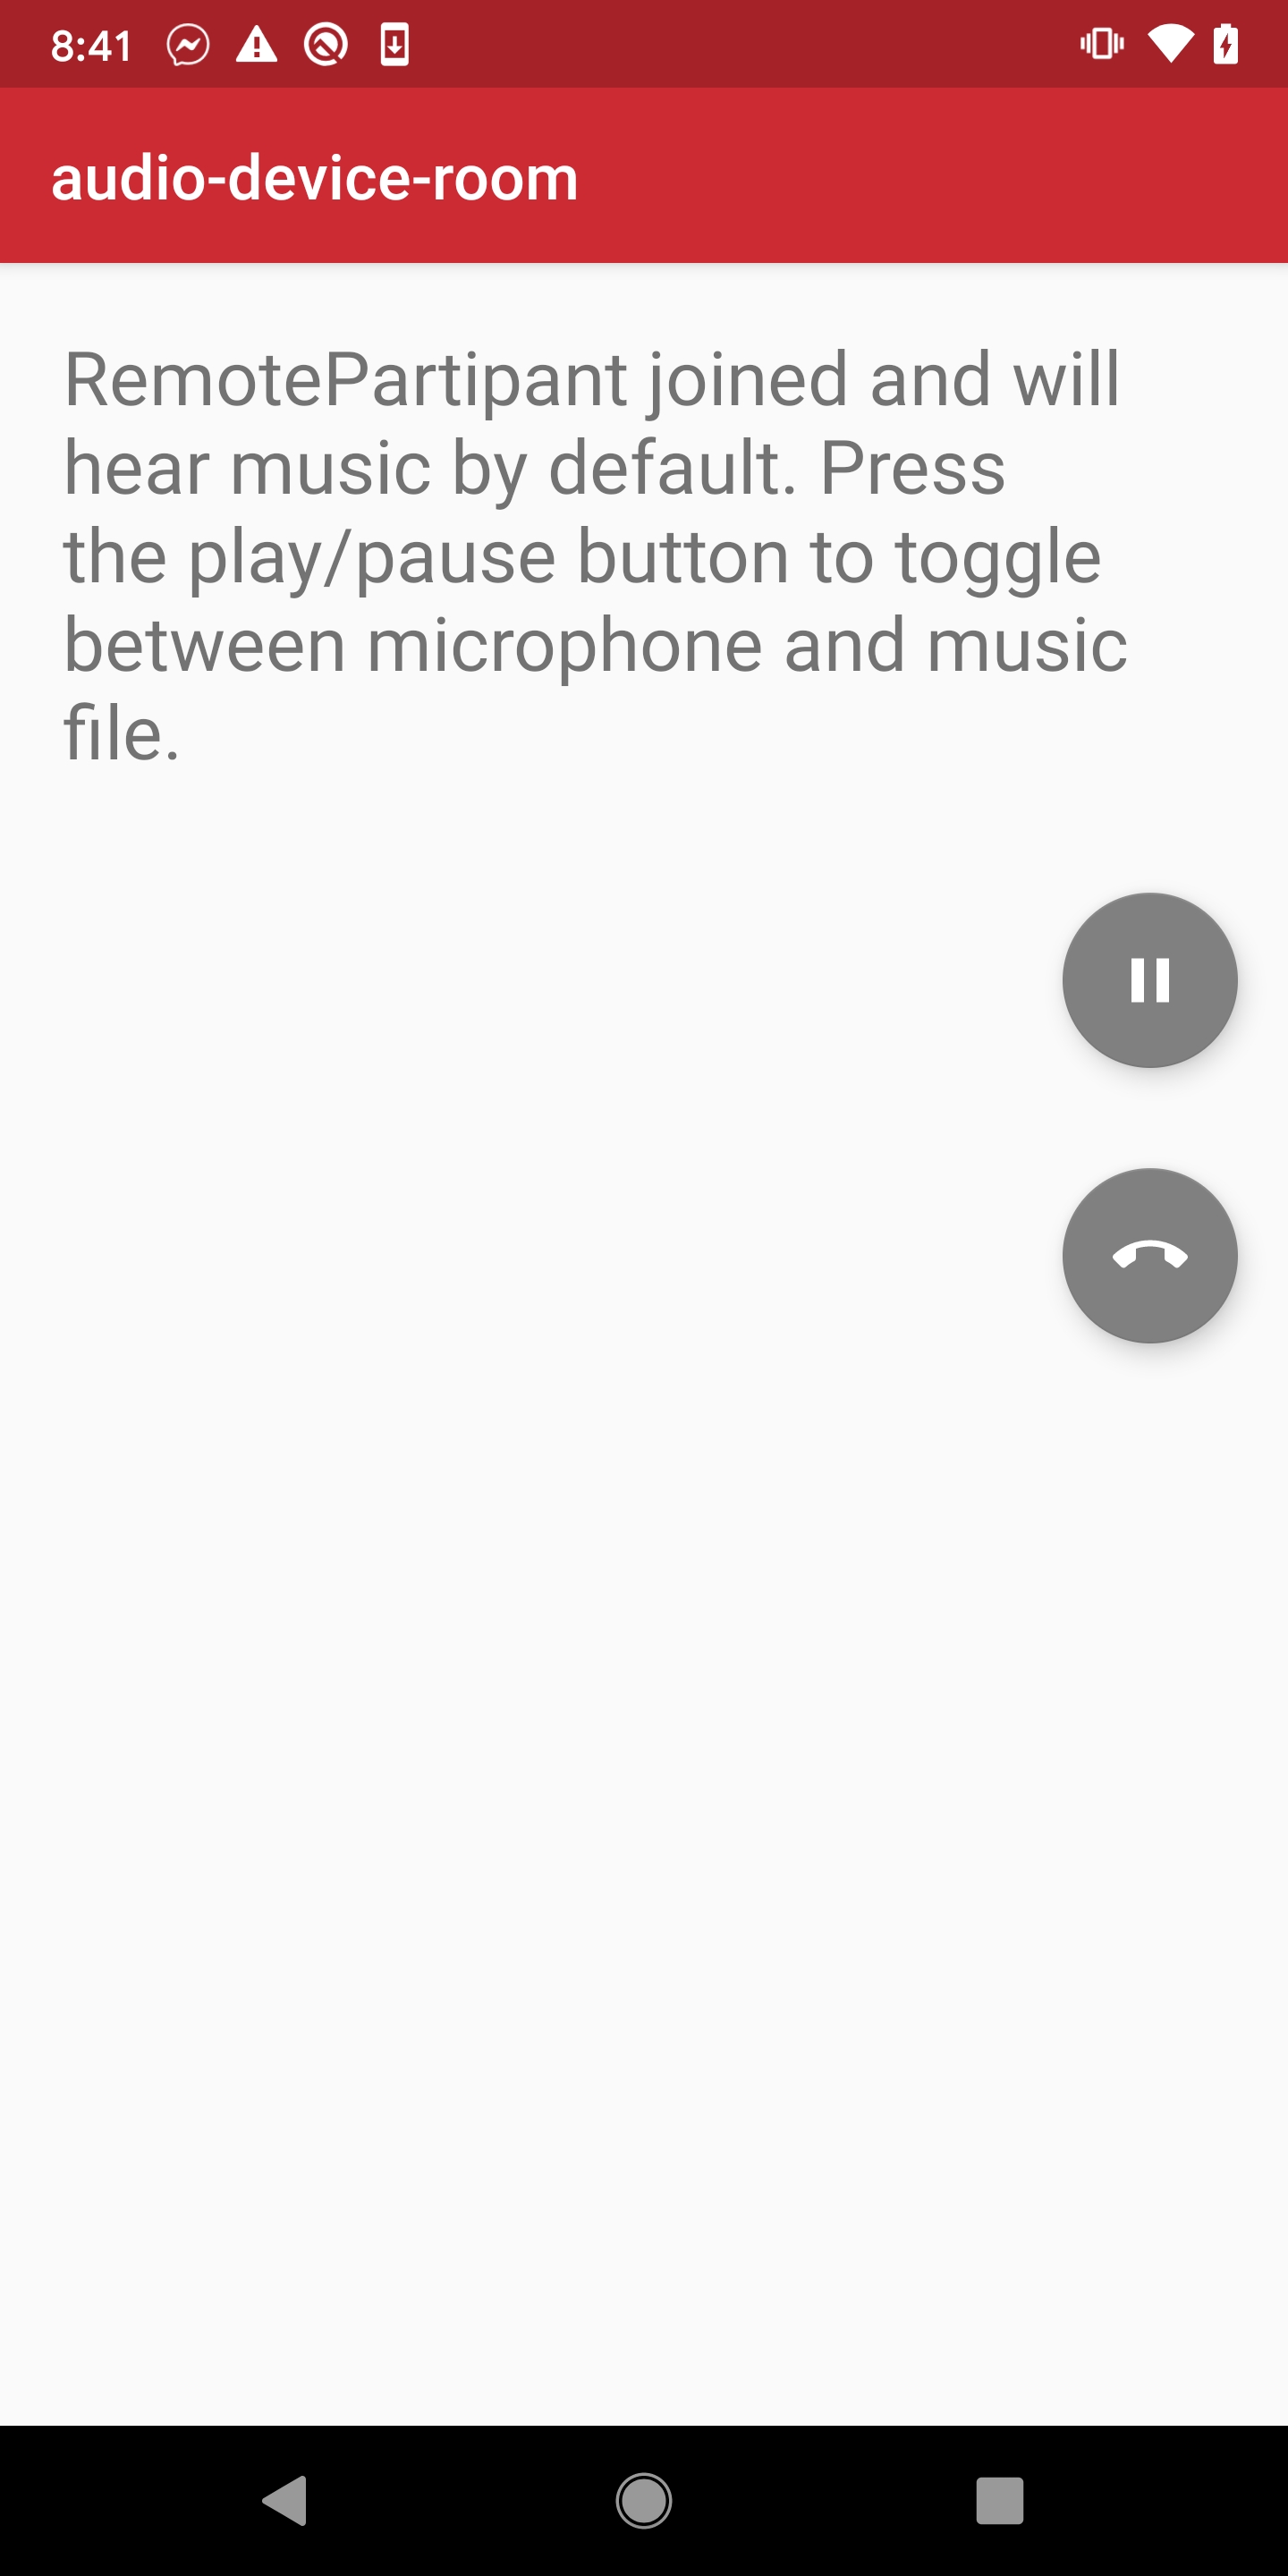 8:41
audio-device-room
RemotePartipant joined and will
hear music by default. Press
the play/pause button to toggle
between microphone and music
file.